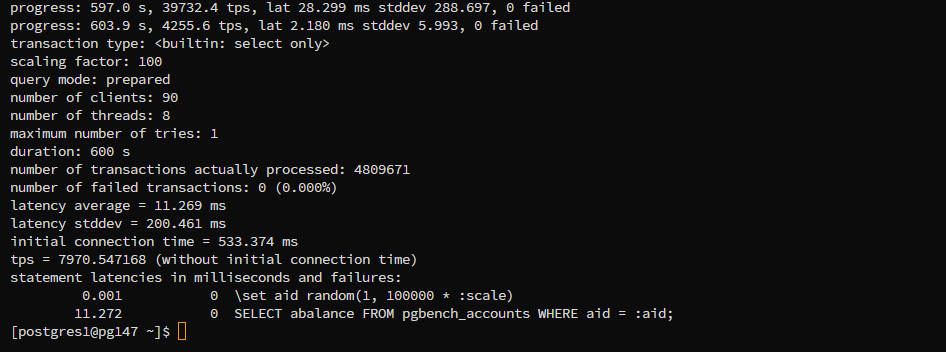 progress: 597.0 s, 39732.4 tps, lat 28.299 ms stddev 288.697, 0 failed
progress: 603.9 s, 4255.6 tps, lat 2.180 ms stddev 5.993, 0 failed
transaction type: <builtin: select only>
scaling factor: 100
query mode: prepared
number of clients: 90
number of threads: 8
maximum number of tries: 1
duration: 600 s
number of transactions actually processed: 4809671
number of failed transactions: 0 (0.000%)
latency average = 11.269 ms
latency stddev = 200.461 ms
initial connection time = 533.374 ms
tps = 7970.547168 (without initial connection time)
statement latencies in milliseconds and failures:
         0.001           0  \set aid random(1, 100000 * :scale)
        11.272           0  SELECT abalance FROM pgbench_accounts WHERE aid = :aid;
[postgres1@pg147 ~]$